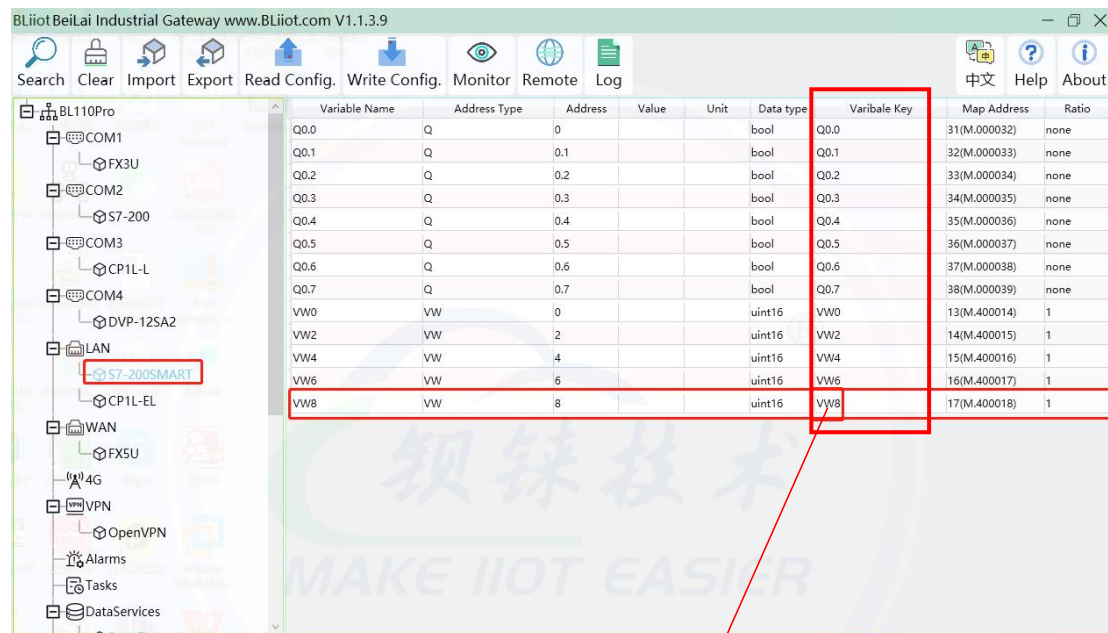 BLiiot BeiLai Industrial Gateway www.BLiiot.com V1.1.3.9
Search Clear Import Export Read Config. Write Config. Monitor Remote Log 中文 Help About
BL110Pro
COM1
FX3U
COM2
S7-200
COM3
CP1L-L
COM4
DVP-12SA2
LAN
S7-200SMART
CP1L-EL
WAN
FX5U
4G
VPN VPN
OpenVPN
Alarms
Tasks
DataServices
Variable Name Address Type Address Value Unit Data type Varibale Key Map Address Ratio
Q0.0 Q 0 bool Q0.0 31(M.000032) none
Q0.1 Q 0.1 bool Q0.1 32(M.000033) none
Q0.2 Q 0.2 bool Q0.2 33(M.000034) none
Q0.3 Q 0.3 bool Q0.3 34(M.000035) none
Q0.4 Q 0.4 bool Q0.4 35(M.000036) none
Q0.5 Q 0.5 bool Q0.5 36(M.000037) none
Q0.6 Q 0.6 bool Q0.6 37(M.000038) none
Q0.7 Q 0.7 bool Q0.7 38(M.000039) none
VW0 VW 0 uint16 VW0 13(M.400014) 1
VW2 VW 2 uint16 VW2 14(M.400015) 1
VW4 VW 4 uint16 VW4 15(M.400016) 1
VW6 VW 6 uint16 VW6 16(M.400017) 1
VW8 VW 8 uint16 VW8 17(M.400018) 1
钡铼技术
MAKE IIOT EASIER